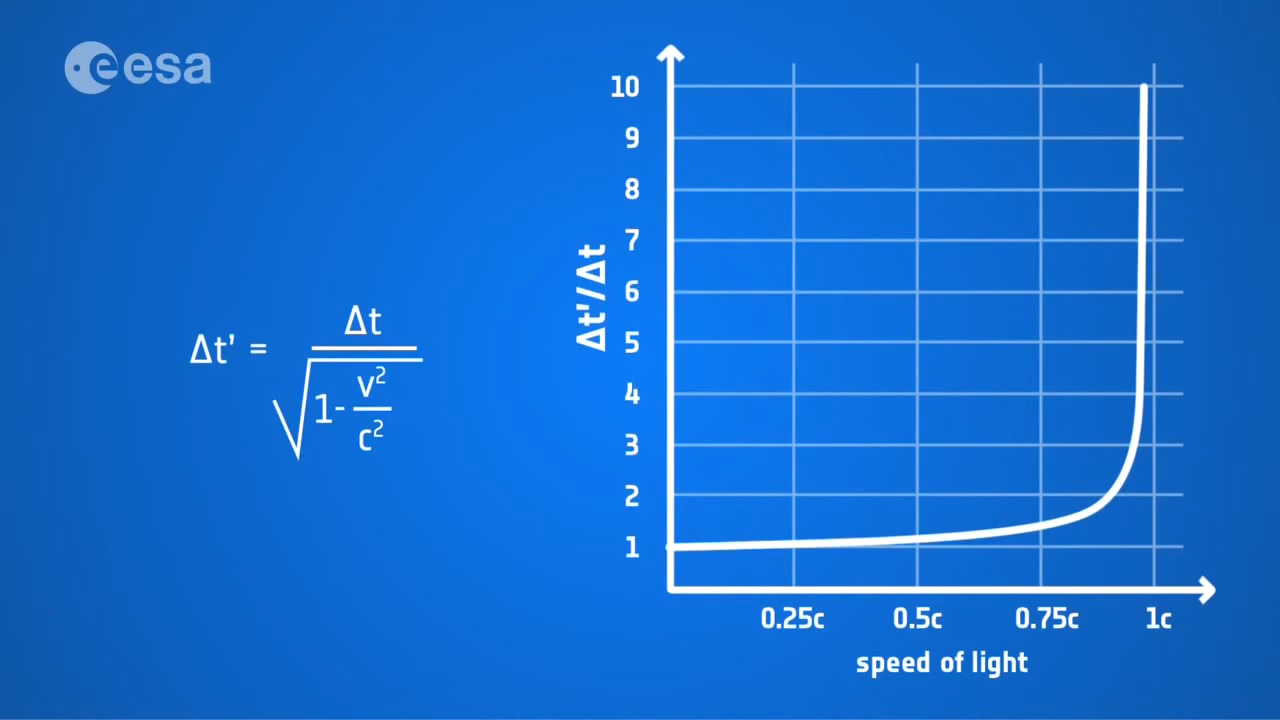 esa
Δt' = Δt
√1- v²
c²
Δt'/Δt
10
9
8
7
6
5
4
3
2
1
0.25c 0.5c 0.75c 1c
speed of light